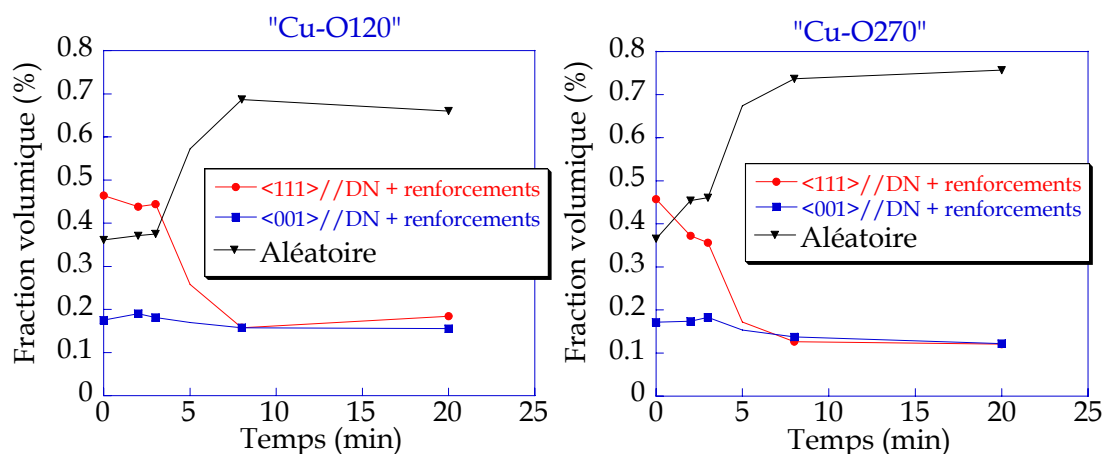 "Cu-O120"
Fraction volumique (%)
0.8
0.7
0.6
0.5
0.4
0.3
0.2
0.1
0
<111>//DN + renforcements
<001>//DN + renforcements
Aléatoire
0 5 10 15 20 25
Temps (min)
"Cu-O270"
Fraction volumique (%)
0.8
0.7
0.6
0.5
0.4
0.3
0.2
0.1
0
<111>//DN + renforcements
<001>//DN + renforcements
Aléatoire
0 5 10 15 20 25
Temps (min)